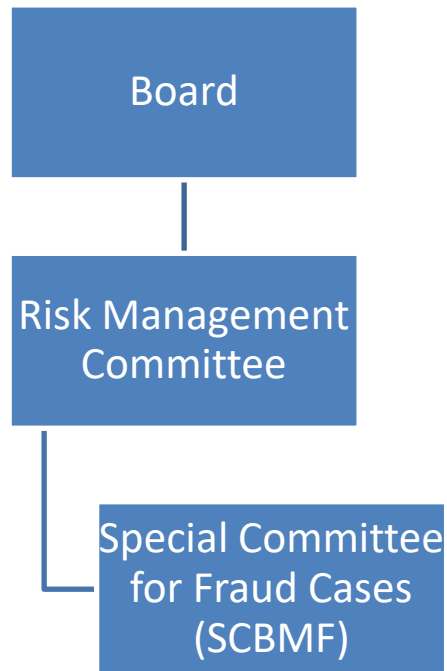 Board
Risk Management
Committee
Special Committee
for Fraud Cases
(SCBMF)